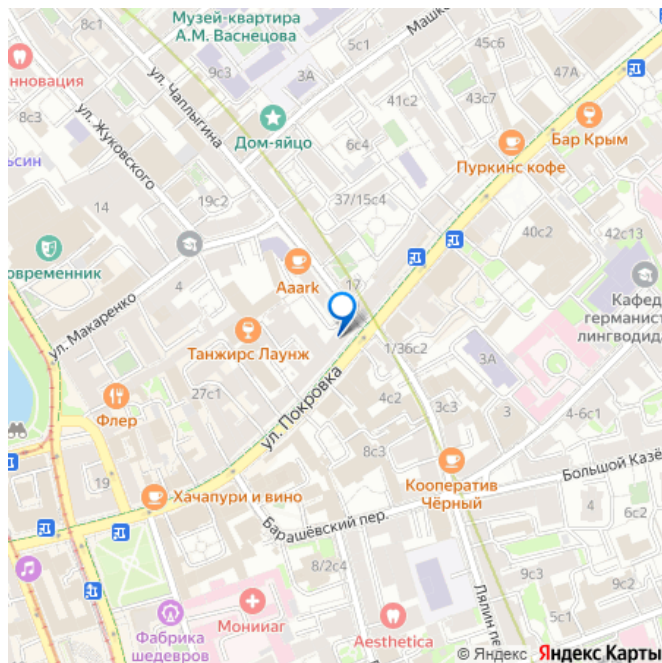 Музей-квартира
А.М. Васнецова
8с1
5с1
45с6
нновация
ул. Чаплыгина
9с3
3А
47А
41с2
43с7
8с3
ул. Жуковского
Дом-яйцо
Бар Крым
6с4
Пуркинс кофе
ьсин
19с2
37/15с4
14
40с2
42с13
овременник
Aaark
17
4
Кафед
германист
лингводид
ул. Макаренко
Танжирс Лаунж
1/36с2
3А
27с1
ул. Покровка
4с2
3с3
3
4-6с1
Флер
8с3
Большой Казё
19
Кооператив
Чёрный
Хачапури и вино
4
6
Барашёвский пер.
8/2с4
9с3
9с2
Лялин пе
Мониiаг
Фабрика
шедевров
Aesthetica
5с1
6с2
© Яндекс Яндекс Карты